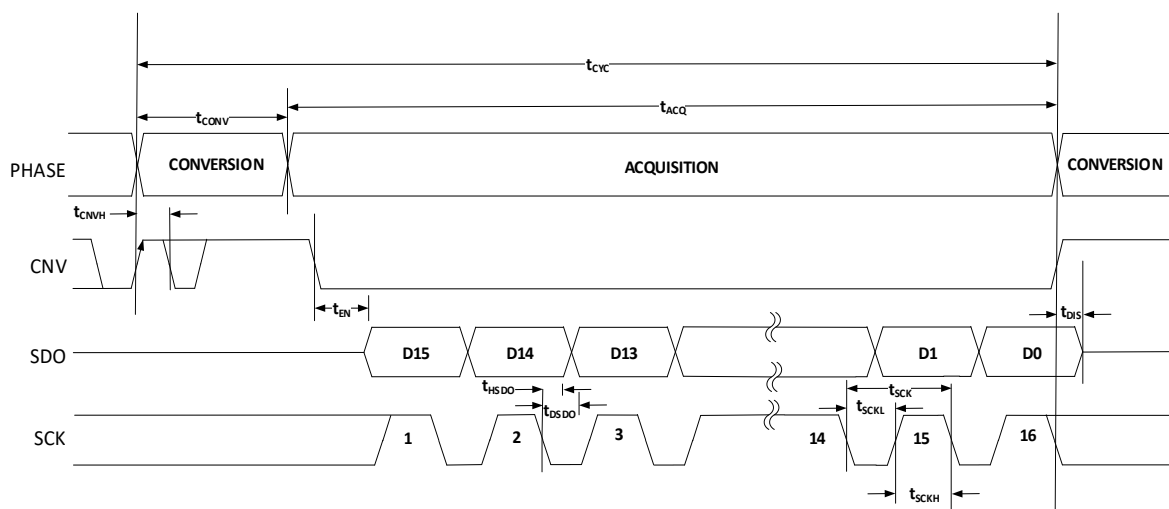 tCYC
tCONV
tACQ
PHASE
CONVERSION
ACQUISITION
CONVERSION
tCNVH
CNV
tEN
tDIS
SDO
D15
D14
D13
D1
D0
tHSDO
tDSDO
tSCK
tSCKL
SCK
1
2
3
14
15
16
tSCKH